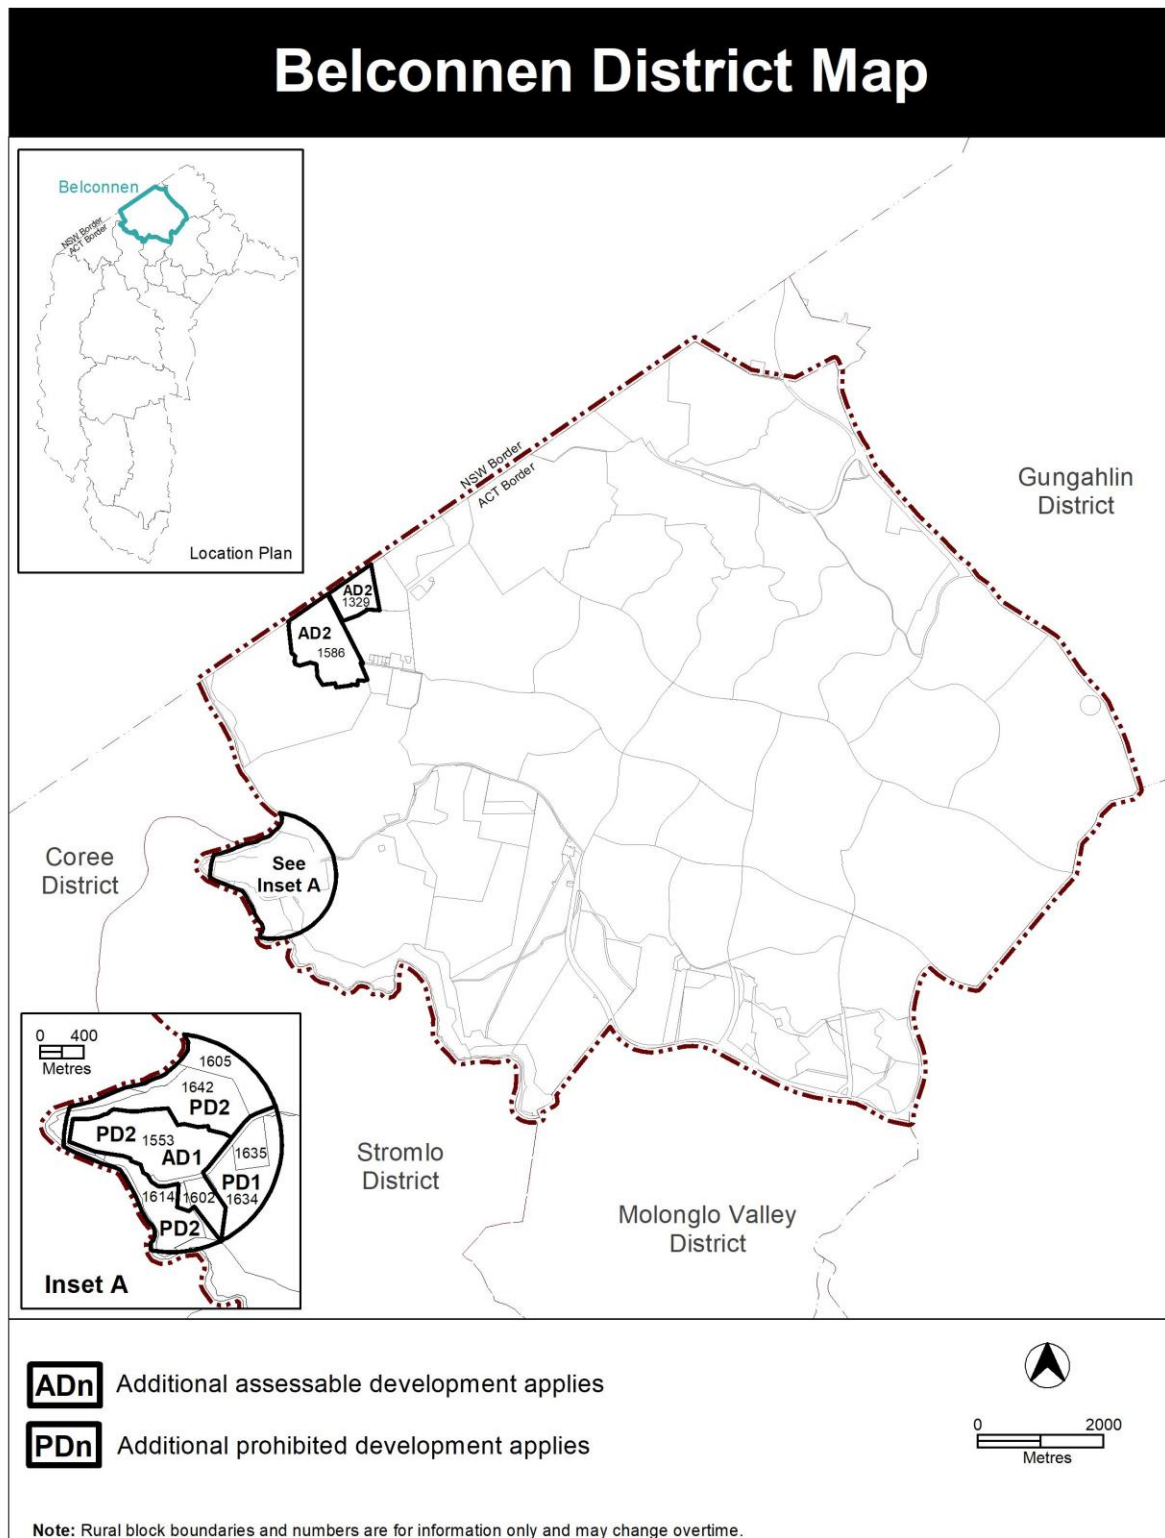 Belconnen District Map
Belconnen
NSW Border
ACT Border
Location Plan
NSW Border
ACT Border
Gungahlin
District
AD2
1329
AD2
1586
Coree
District
See
Inset A
0 400
Metres
1605
1642
PD2
PD2
1553
AD1
1635
PD1
1634
1614
1602
PD2
Inset A
Stromlo
District
Molonglo Valley
District
ADn Additional assessable development applies
PDn Additional prohibited development applies
0 2000
Metres
Note: Rural block boundaries and numbers are for information only and may change overtime.